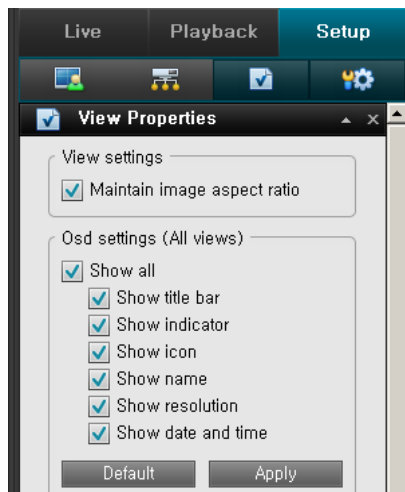 Live Playback Setup
View Properties
View settings
Maintain image aspect ratio
Osd settings (All views)
Show all
Show title bar
Show indicator
Show icon
Show name
Show resolution
Show date and time
Default Apply